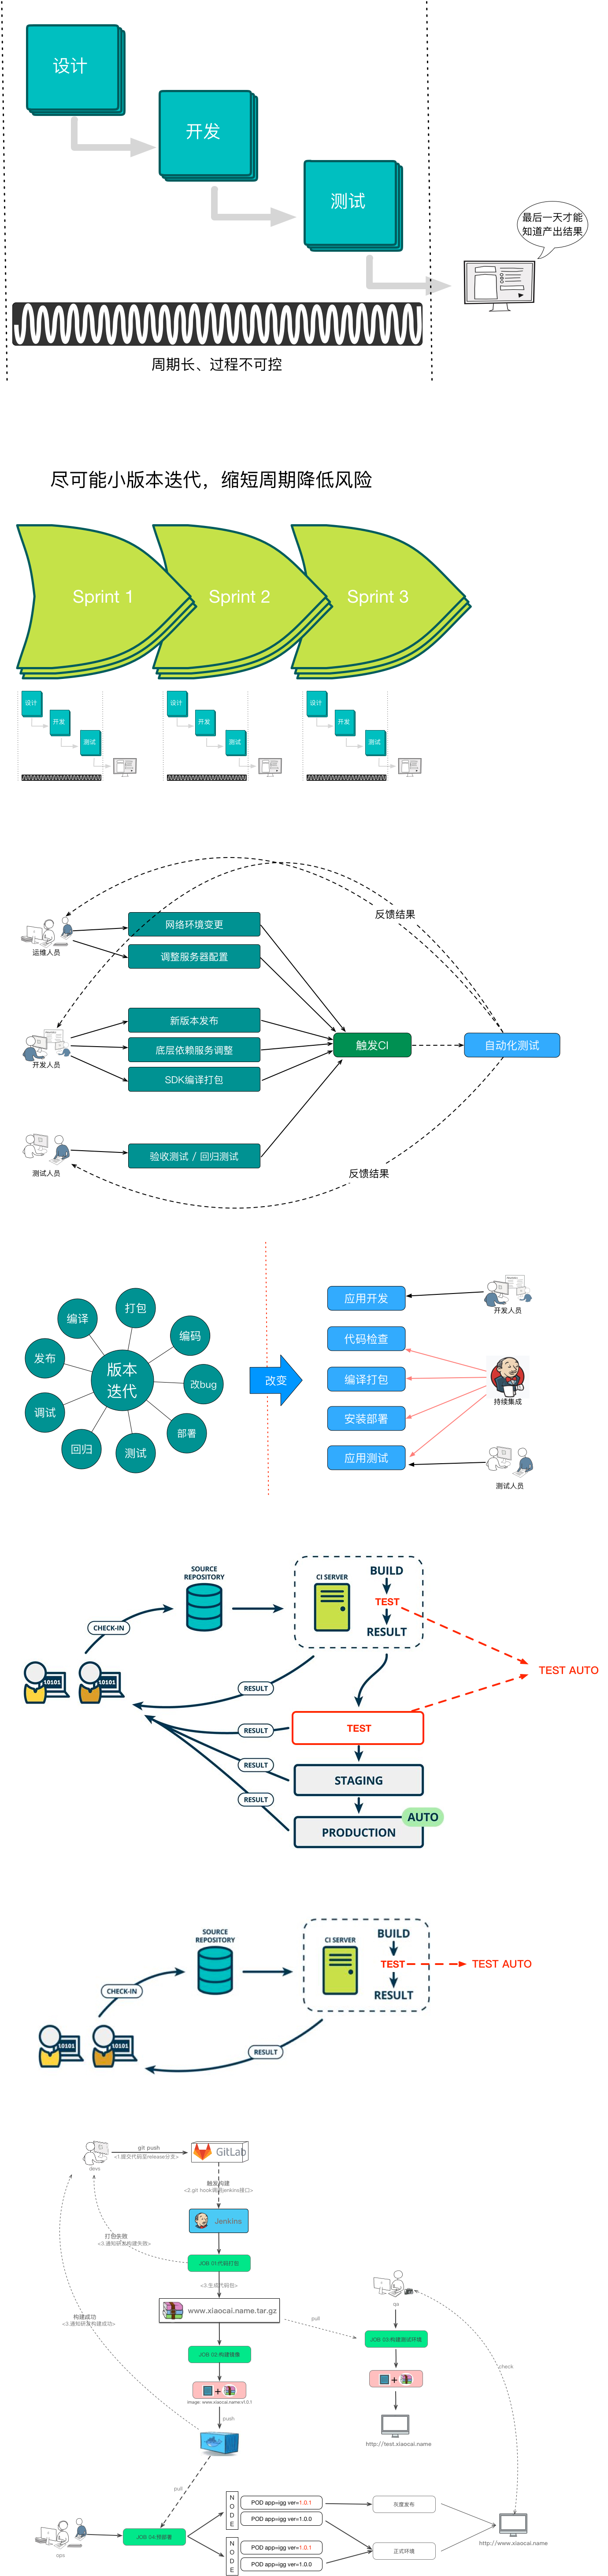 设计
开发
测试
最后一天才能
知道产出结果
周期长、过程不可控
尽可能小版本迭代，缩短周期降低风险
Sprint 1
Sprint 2
Sprint 3
设计
开发
测试
设计
开发
测试
设计
开发
测试
反馈结果
网络环境变更
运维人员
调整服务器配置
新版本发布
触发CI
自动化测试
底层依赖服务调整
开发人员
SDK编译打包
验收测试 / 回归测试
测试人员
反馈结果
打包
编译
编码
发布
版本
迭代
改bug
调试
部署
回归
测试
改变
应用开发
开发人员
代码检查
编译打包
持续集成
安装部署
应用测试
测试人员
SOURCE
REPOSITORY
CI SERVER
BUILD
TEST
RESULT
CHECK-IN
10101
10101
TEST AUTO
RESULT
RESULT
TEST
RESULT
STAGING
RESULT
AUTO
PRODUCTION
SOURCE
REPOSITORY
CI SERVER
BUILD
TEST
TEST AUTO
RESULT
CHECK-IN
10101
10101
RESULT
git push
<1.提交代码至release分支>
GitLab
devs
触发构建
<2.git hook调用jenkins接口>
Jenkins
打包失败
<3.通知研发构建失败>
JOB 01:代码打包
<3.生成代码包>
www.xiaocai.name.tar.gz
qa
构建成功
<3.通知研发构建成功>
pull
JOB 03:构建测试环境
JOB 02:构建镜像
check
+
+
image: www.xiaocai.name:v1.0.1
push
http://test.xiaocai.name
pull
NODE
POD app=igg ver=1.0.1
POD app=igg ver=1.0.0
灰度发布
ops
JOB 04:预部署
http://www.xiaocai.name
NODE
POD app=igg ver=1.0.1
POD app=igg ver=1.0.0
正式环境